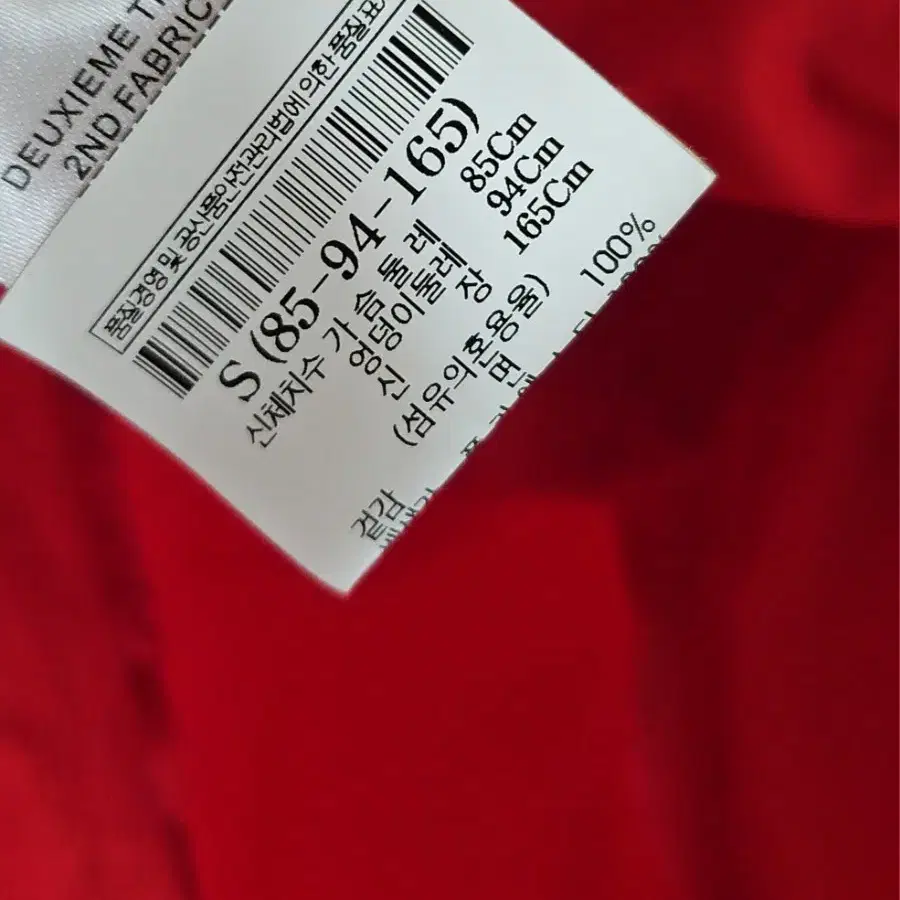 DEUXIEME
2ND FABRIC
품질경영 및 공산품안전관리법에 의한 품질표
S (85-94-165)
신체치수 가슴둘레 85Cm
엉덩이둘레 94Cm
신장 165Cm
(섬유의혼용율)
겉감 면 100%